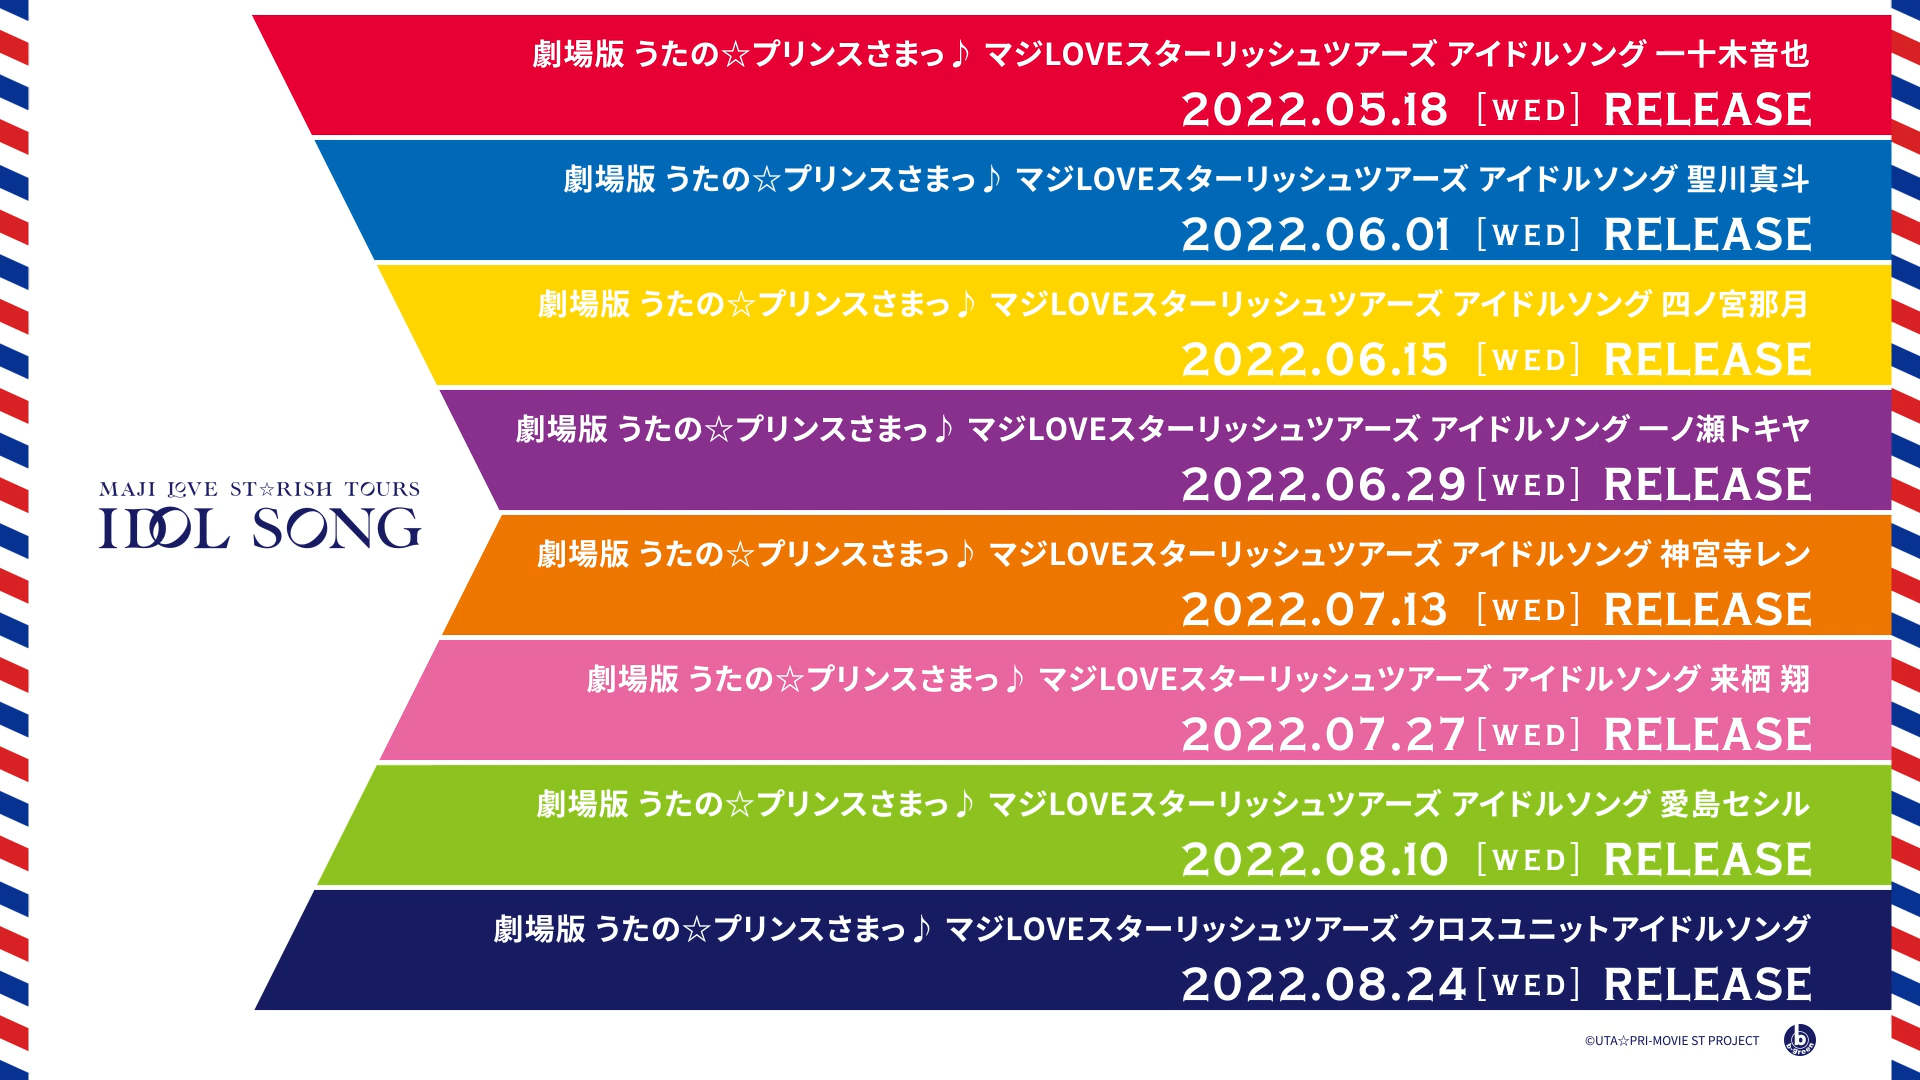 劇場版 うたの☆プリンスさまっ♪ マジLOVEスターリッシュツアーズ アイドルソング 一十木音也
2022.05.18 [WED] RELEASE
劇場版 うたの☆プリンスさまっ♪ マジLOVEスターリッシュツアーズ アイドルソング 聖川真斗
2022.06.01 [WED] RELEASE
劇場版 うたの☆プリンスさまっ♪ マジLOVEスターリッシュツアーズ アイドルソング 四ノ宮那月
2022.06.15 [WED] RELEASE
劇場版 うたの☆プリンスさまっ♪ マジLOVEスターリッシュツアーズ アイドルソング 一ノ瀬トキヤ
2022.06.29 [WED] RELEASE
MAJI LOVE ST☆RISH TOURS
IDOL SONG
劇場版 うたの☆プリンスさまっ♪ マジLOVEスターリッシュツアーズ アイドルソング 神宮寺レン
2022.07.13 [WED] RELEASE
劇場版 うたの☆プリンスさまっ♪ マジLOVEスターリッシュツアーズ アイドルソング 来栖 翔
2022.07.27 [WED] RELEASE
劇場版 うたの☆プリンスさまっ♪ マジLOVEスターリッシュツアーズ アイドルソング 愛島セシル
2022.08.10 [WED] RELEASE
劇場版 うたの☆プリンスさまっ♪ マジLOVEスターリッシュツアーズ クロスユニットアイドルソング
2022.08.24 [WED] RELEASE
©UTA☆PRI-MOVIE ST PROJECT
b b-green